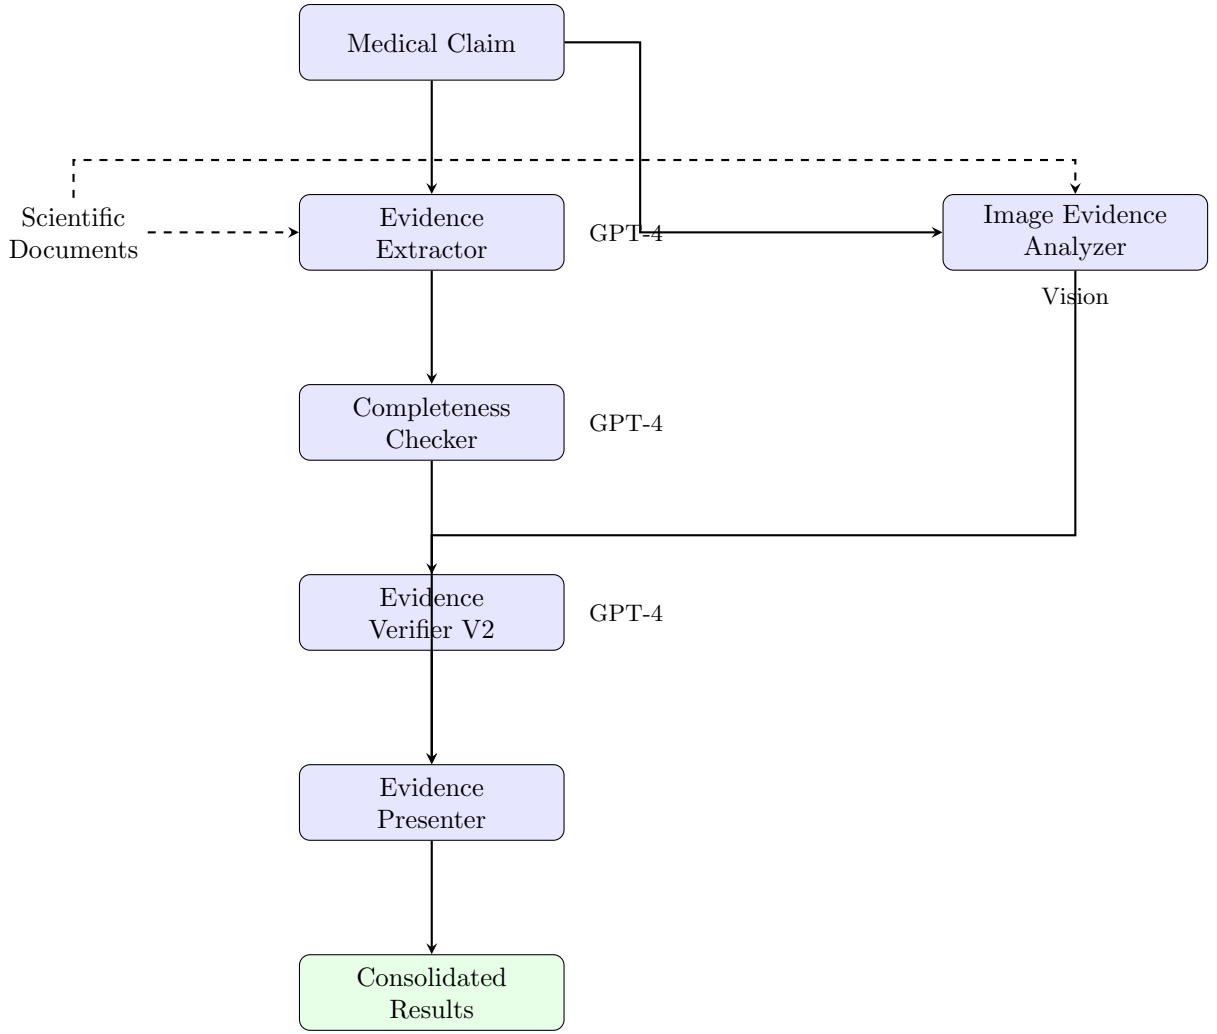 Medical Claim
Scientific
Documents
Evidence
Extractor
GPT-4
Image Evidence
Analyzer
Vision
Completeness
Checker
GPT-4
Evidence
Verifier V2
GPT-4
Evidence
Presenter
Consolidated
Results